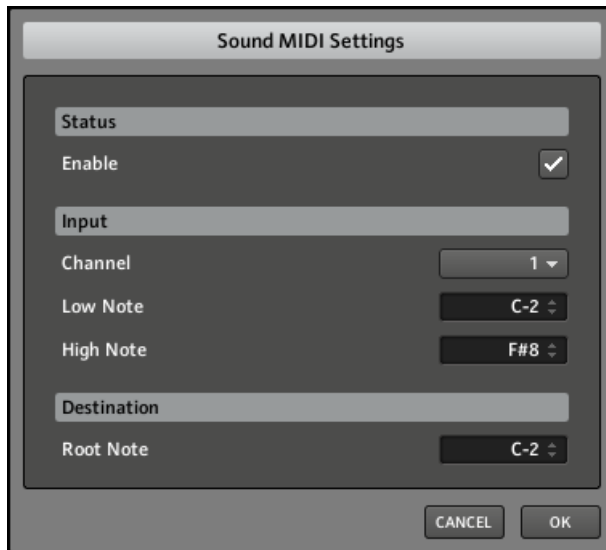 Sound MIDI Settings
Status
Enable
Input
Channel 1
Low Note C-2
High Note F#8
Destination
Root Note C-2
CANCEL OK